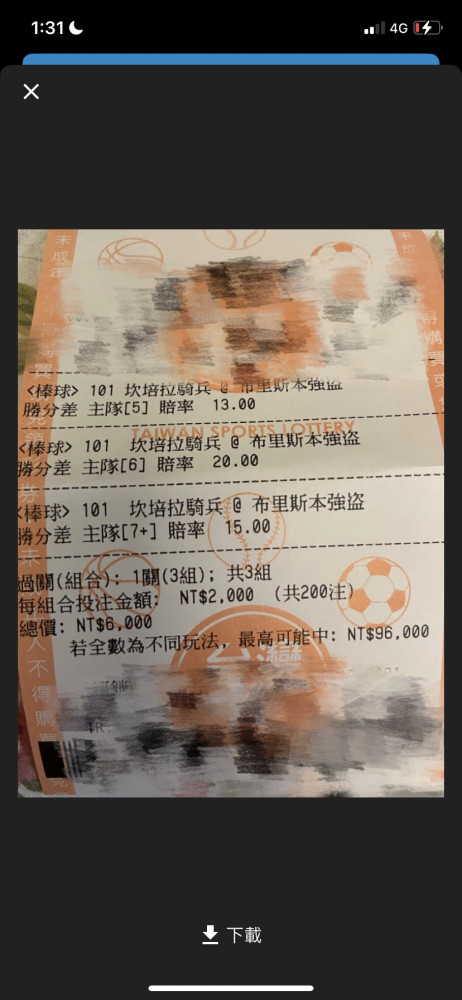 1:31
4G
<棒球> 101 坎培拉騎兵 @ 布里斯本強盜
勝分差 主隊[5] 賠率 13.00
TAIWAN SPORTS LOTTERY
<棒球> 101 坎培拉騎兵 @ 布里斯本強盜
勝分差 主隊[6] 賠率 20.00
<棒球> 101 坎培拉騎兵 @ 布里斯本強盜
勝分差 主隊[7+] 賠率 15.00
過關(組合): 1關(3組); 共3組
每組合投注金額: NT$2,000 (共200注)
總價: NT$6,000
若全數為不同玩法, 最高可能中: NT$96,000
台灣
下載